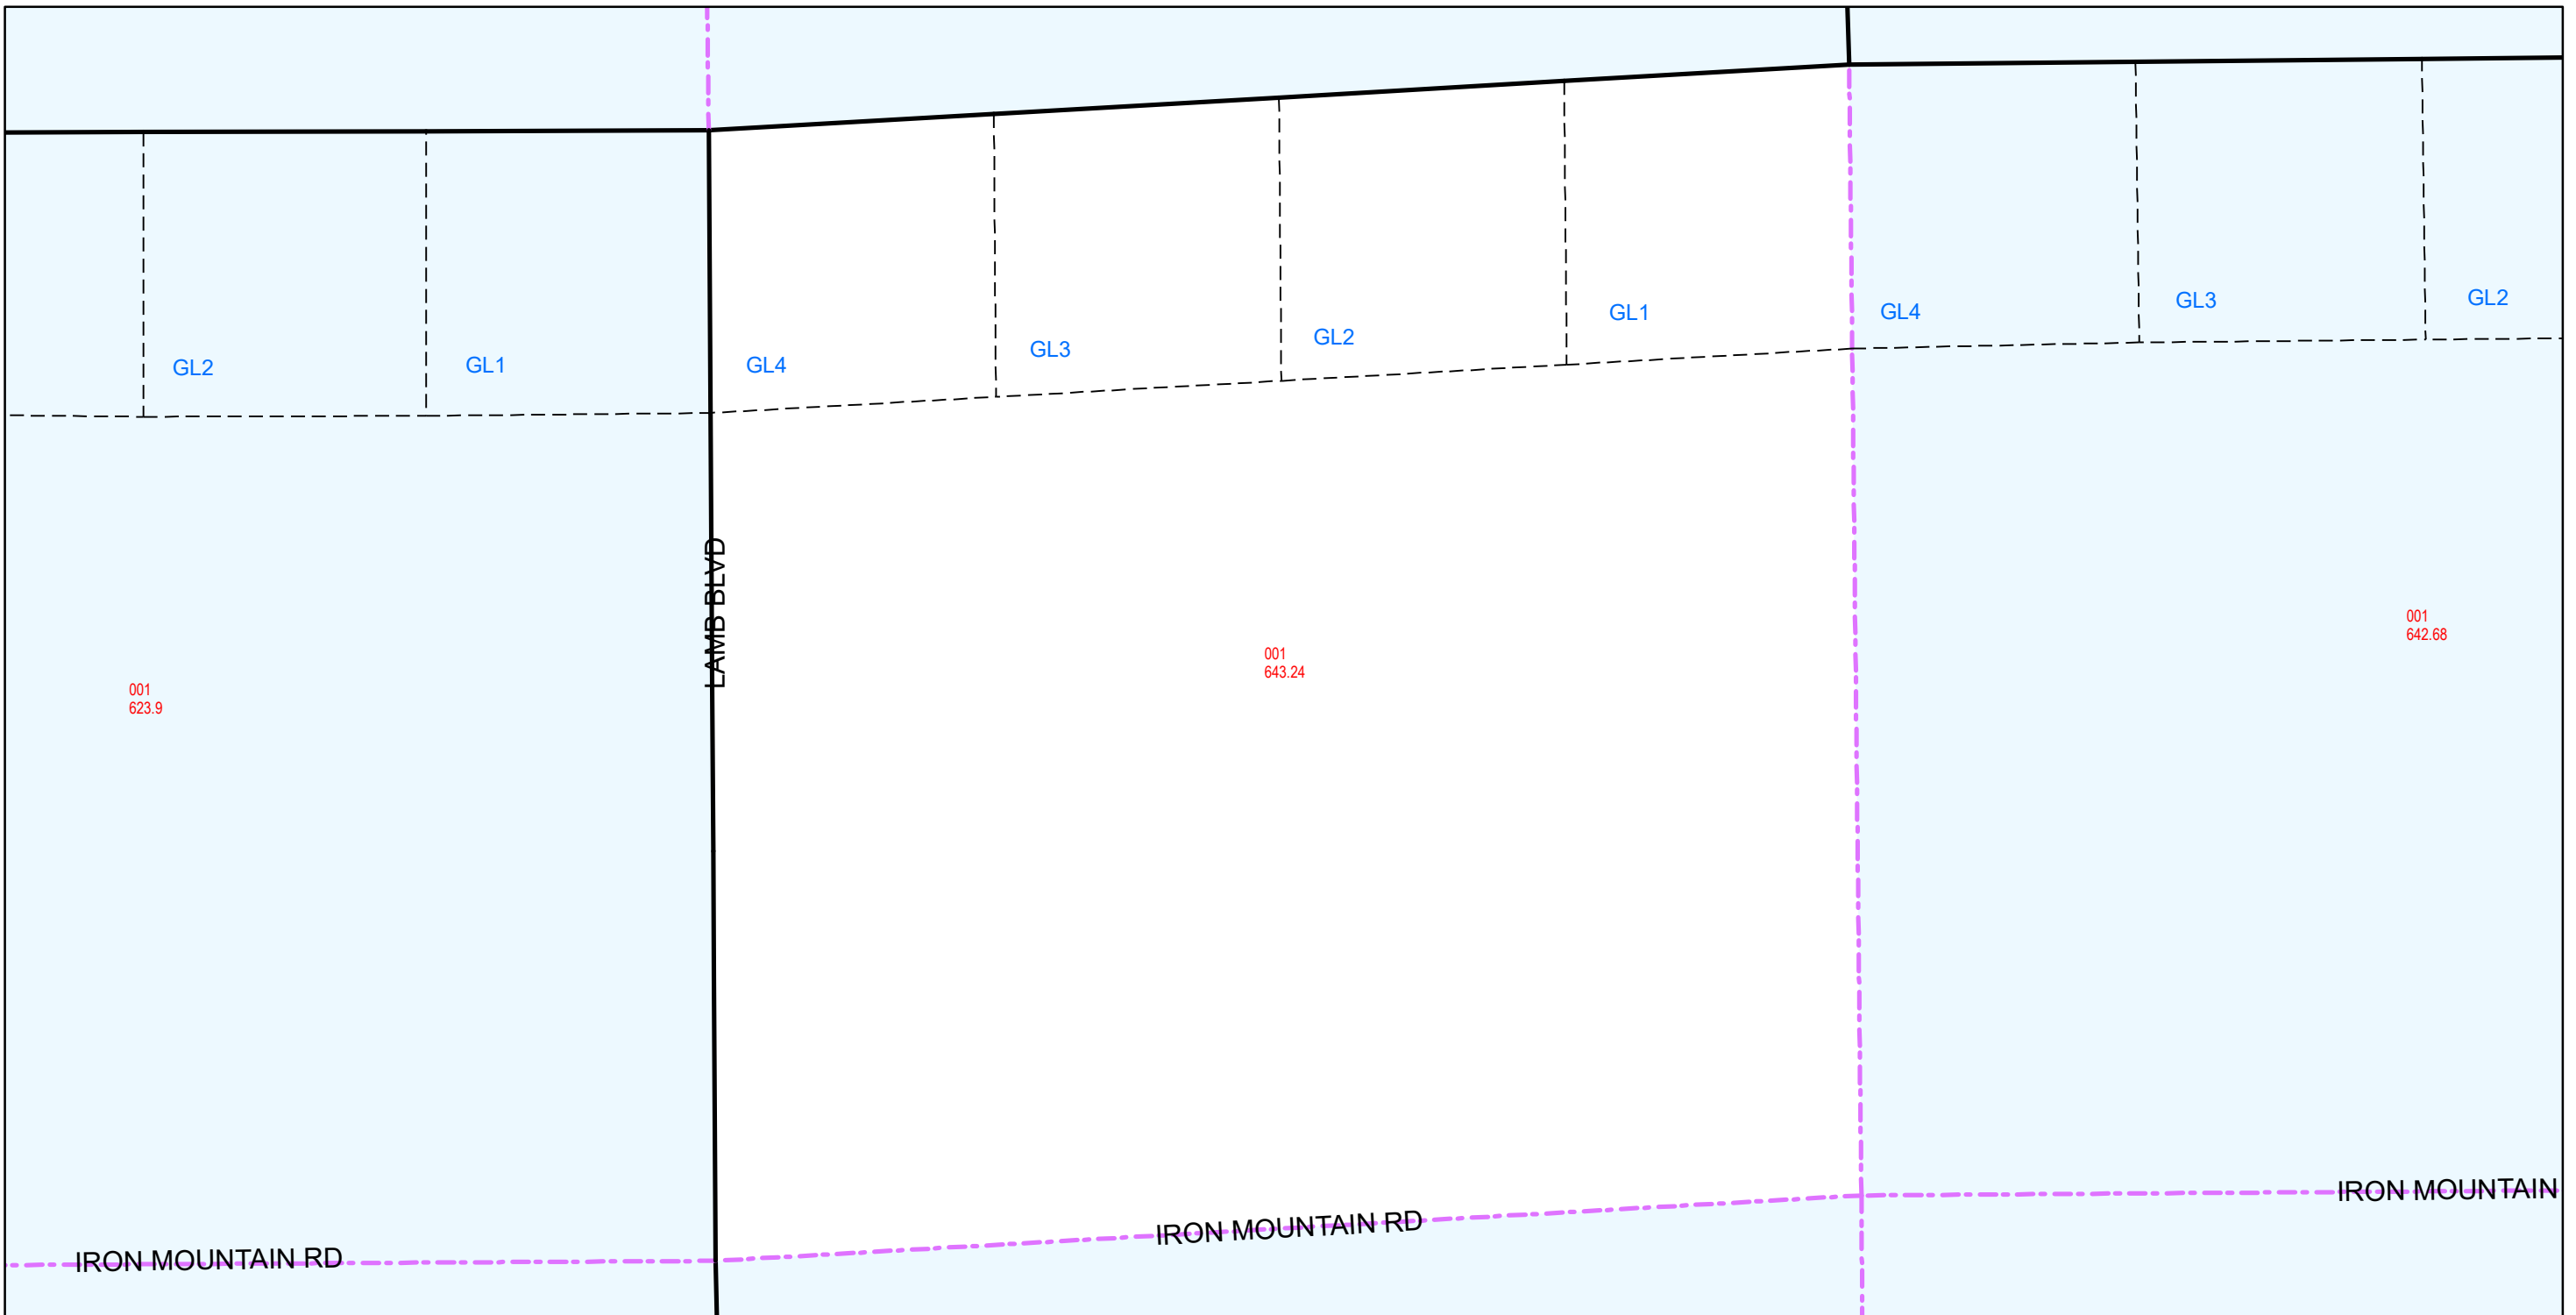 GL2
GL1
GL4
GL3
GL2
GL1
GL4
GL3
GL2
LAMB BLVD
001
623.9
001
643.24
001
642.68
IRON MOUNTAIN RD
IRON MOUNTAIN RD
IRON MOUNTAIN